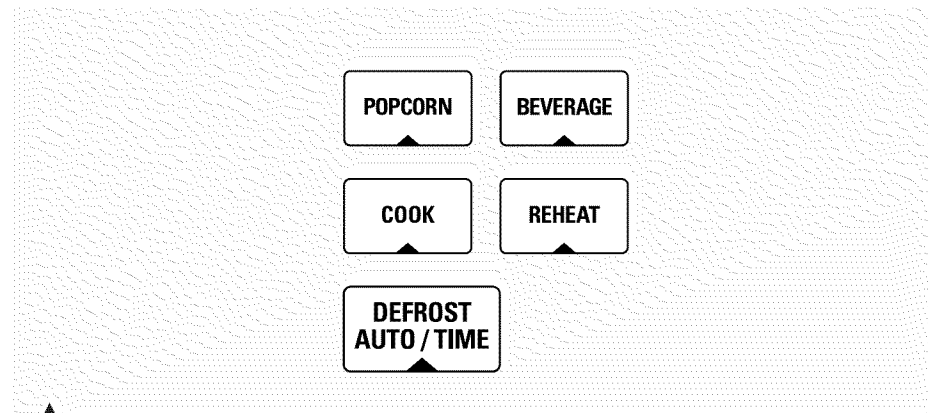 POPCORN BEVERAGE
COOK REHEAT
DEFROST
AUTO / TIME